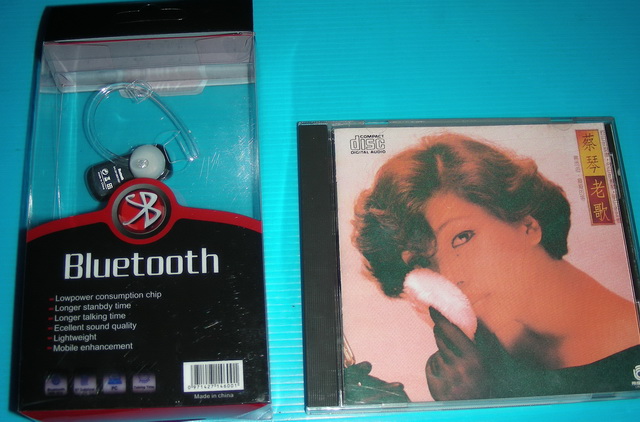 Bluetooth
Lowpower consumption chip
Longer stanbdy time
Longer talking time
Ecellent sound quality
Lightweight
Mobile enhancement
Made in china
COMPACT
disc
DIGITAL AUDIO
蔡琴老歌